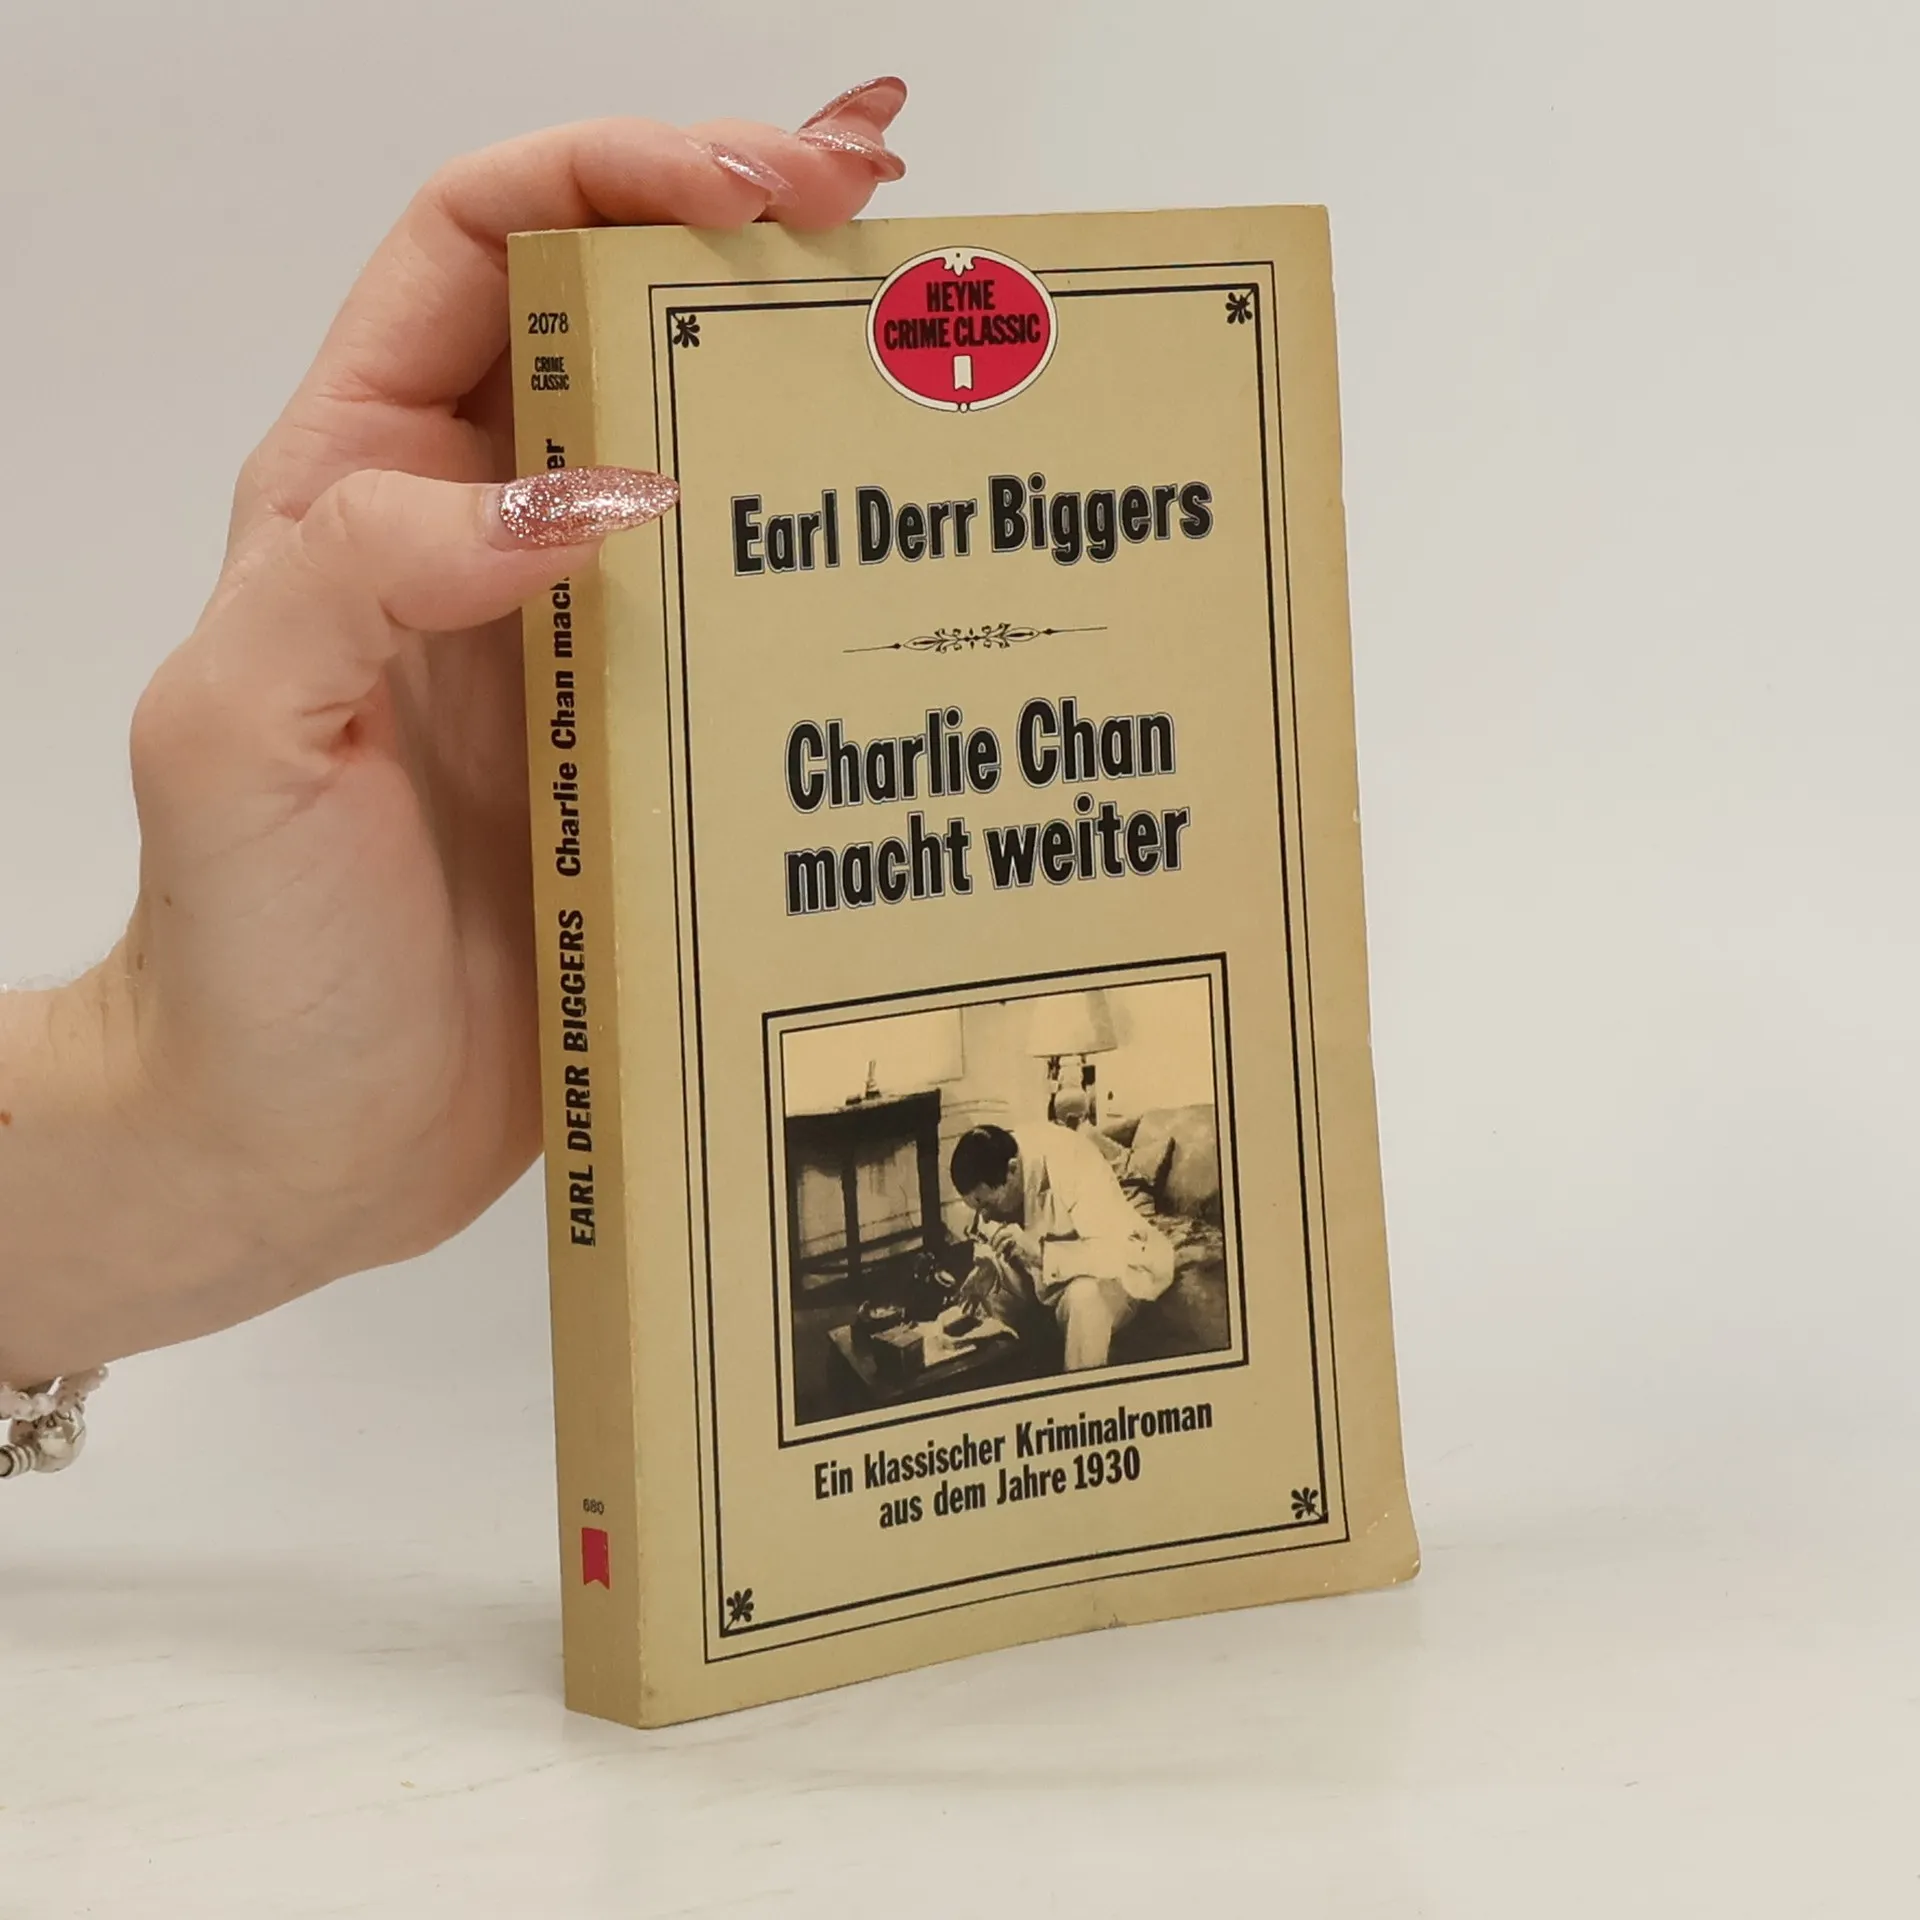 2078
CRIME
CLASSIC
EARL DERR BIGGERS Charlie Chan
680
HEYNE
CRIME CLASSIC
Earl Derr Biggers
Charlie Chan
macht weiter
Ein klassischer Kriminalroman
aus dem Jahre 1930